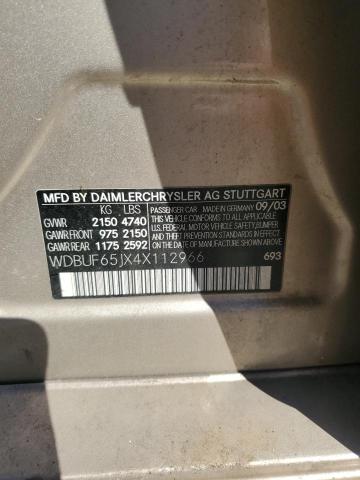 MFD BY DAIMLERCHRYSLER AG STUTTGART
KG LBS PASSENGER CAR MADE IN GERMANY 09/03
GVWR 2150 4740 THIS VEHICLE CONFORMS TO ALL
GAWR FRONT 975 2150 APPLICABLE U.S. FEDERAL MOTOR
GAWR REAR 1175 2592 VEHICLE SAFETY, BUMPER AND THEFT PREVENTION STANDARDS IN EFFECT ON THE DATE OF MANUFACTURE
WDBUF65JX4X112966
693